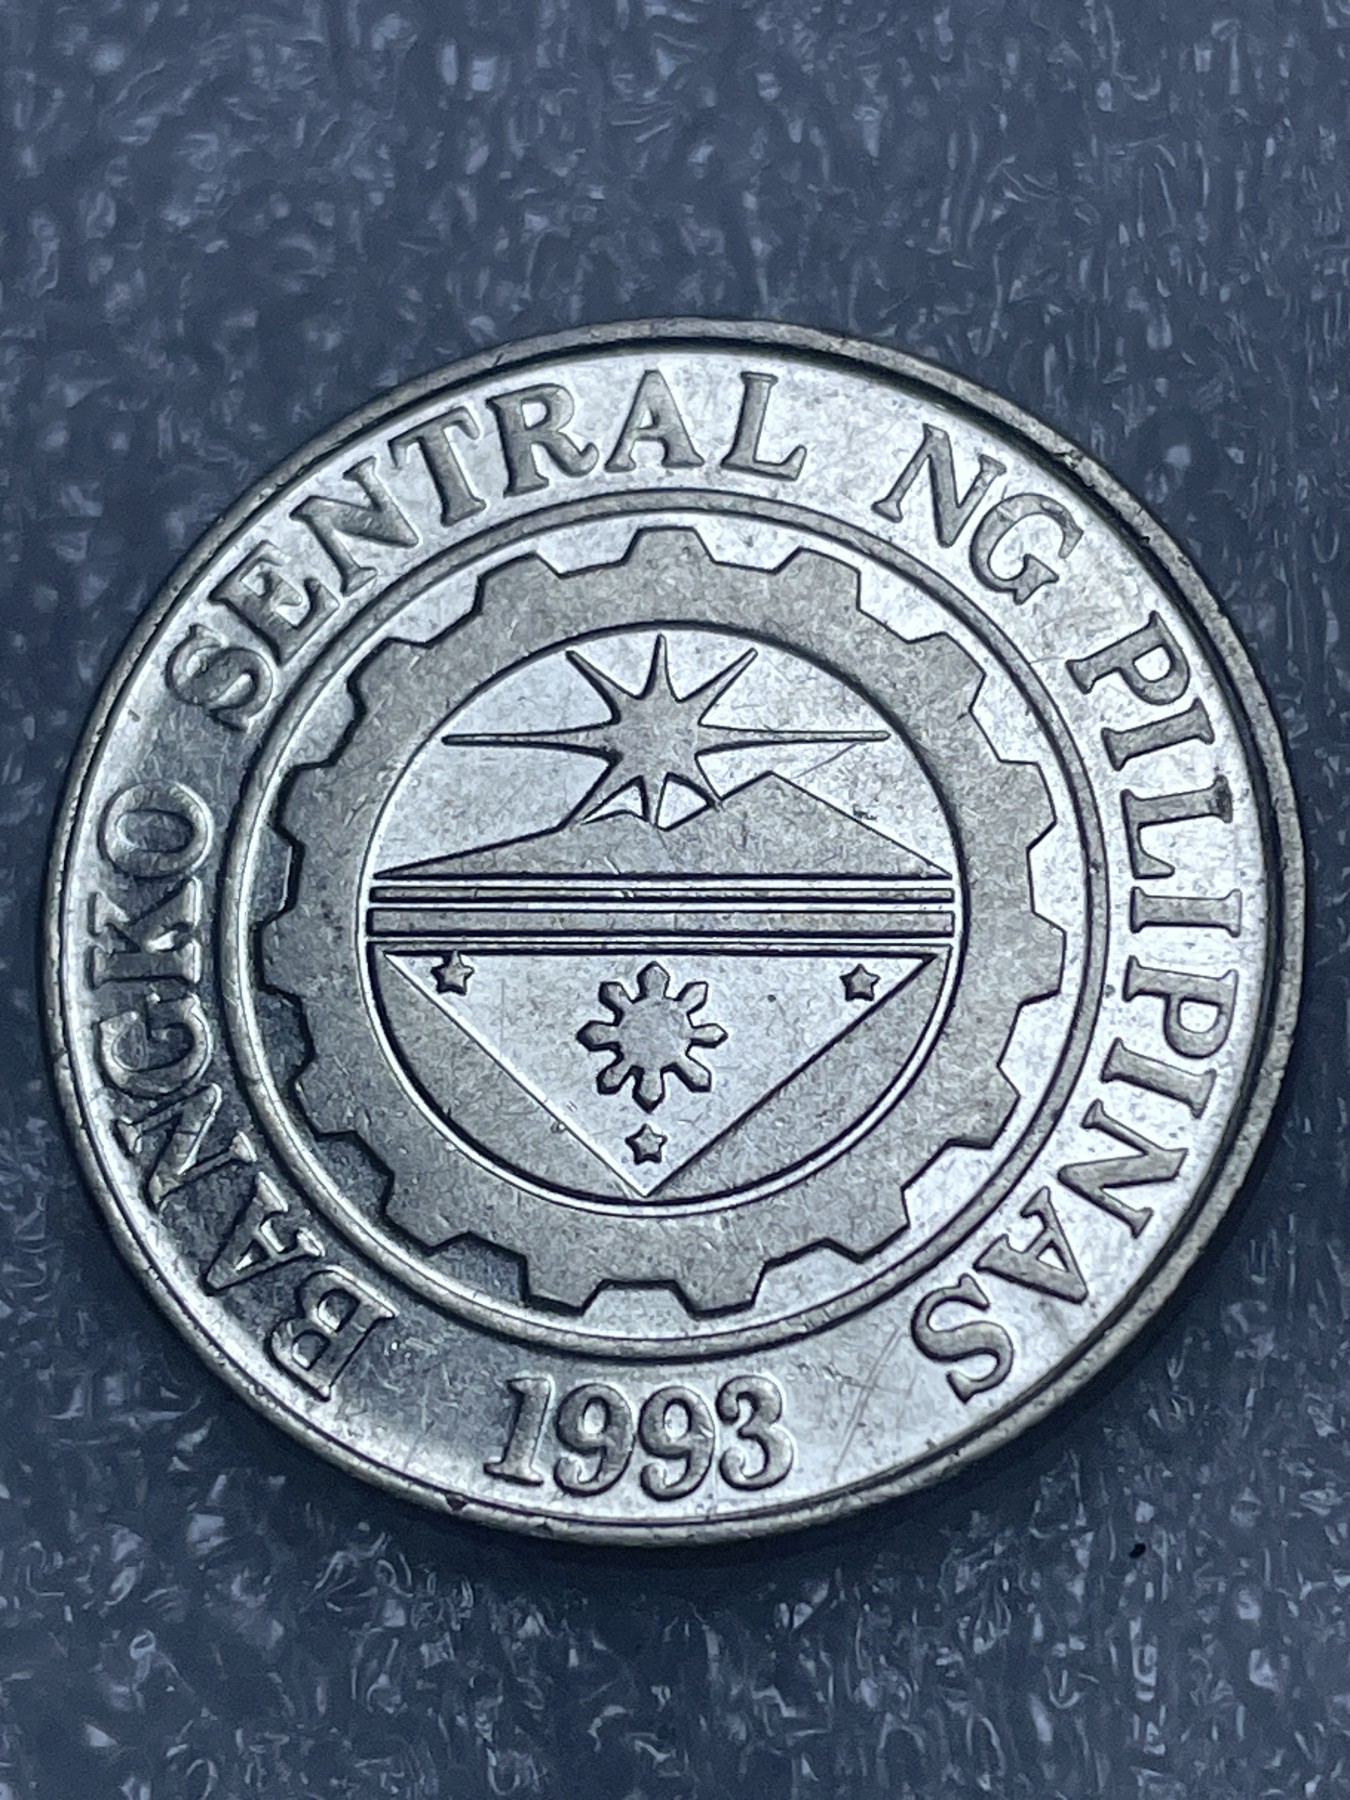 BANGKO SENTRAL NG PILIPINAS
1993